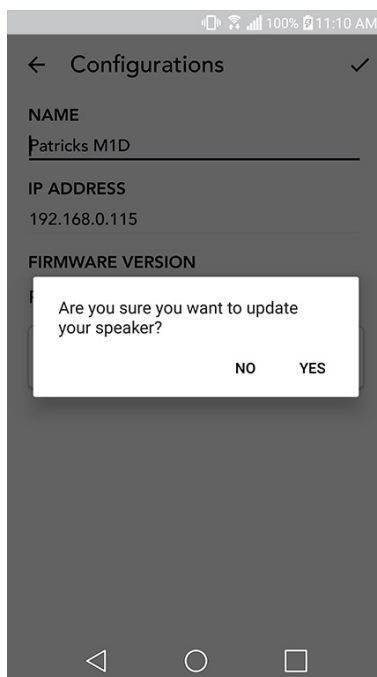 100% 11:10 AM
Configurations
NAME
Patricks M1D
IP ADDRESS
192.168.0.115
FIRMWARE VERSION
Are you sure you want to update
your speaker?
NO YES